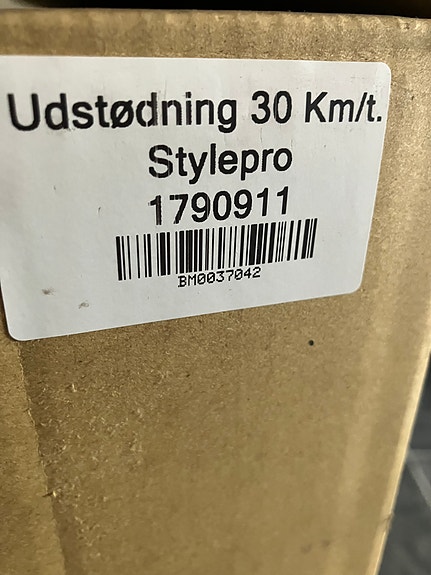 Udstødning 30 Km/t.
Stylepro
1790911
BM0037042